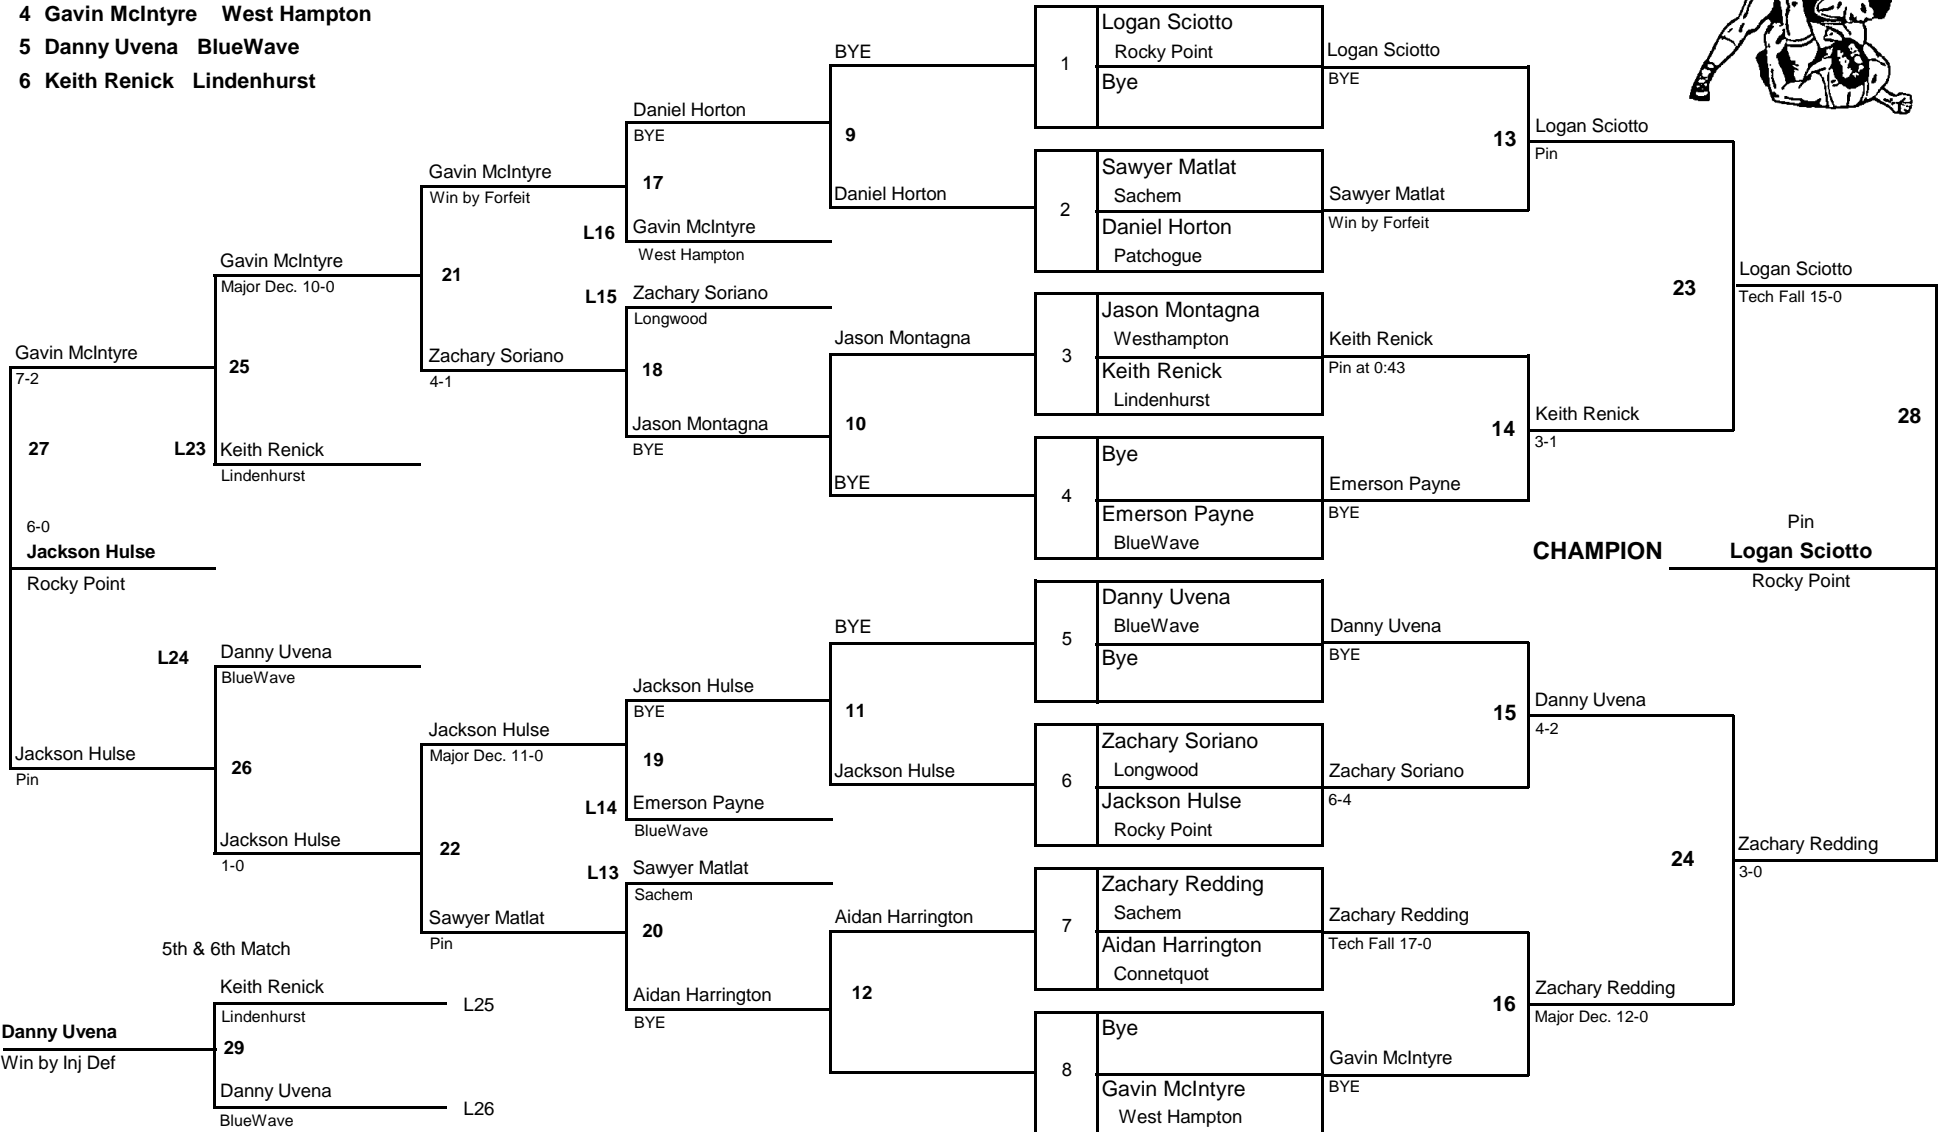 4 Gavin McIntyre West Hampton
5 Danny Uvena BlueWave
6 Keith Renick Lindenhurst
Gavin McIntyre
7-2
27
6-0
Jackson Hulse
Rocky Point
Jackson Hulse
Pin
Gavin McIntyre
Major Dec. 10-0
25
L23
Keith Renick
Lindenhurst
L24
Danny Uvena
BlueWave
26
Jackson Hulse
1-0
5th & 6th Match
Keith Renick
L25
Lindenhurst
Danny Uvena
29
Win by Inj Def
Danny Uvena
L26
BlueWave
Gavin McIntyre
Win by Forfeit
21
Zachary Soriano
4-1
Jackson Hulse
Major Dec. 11-0
22
Sawyer Matlat
Pin
Daniel Horton
BYE
17
L16
Gavin McIntyre
West Hampton
L15
Zachary Soriano
Longwood
18
Jason Montagna
BYE
Jackson Hulse
BYE
19
L14
Emerson Payne
BlueWave
L13
Sawyer Matlat
Sachem
20
Aidan Harrington
BYE
BYE
9
Daniel Horton
Jason Montagna
10
BYE
BYE
11
Jackson Hulse
Aidan Harrington
12
1
Logan Sciotto
Rocky Point
Bye
2
Sawyer Matlat
Sachem
Daniel Horton
Patchogue
3
Jason Montagna
Westhampton
Keith Renick
Lindenhurst
4
Bye
Emerson Payne
BlueWave
5
Danny Uvena
BlueWave
Bye
6
Zachary Soriano
Longwood
Jackson Hulse
Rocky Point
7
Zachary Redding
Sachem
Aidan Harrington
Connetquot
8
Bye
Gavin McIntyre
West Hampton
Logan Sciotto
BYE
13
Sawyer Matlat
Win by Forfeit
Keith Renick
Pin at 0:43
14
Emerson Payne
BYE
Danny Uvena
BYE
15
Zachary Soriano
6-4
Zachary Redding
Tech Fall 17-0
16
Gavin McIntyre
BYE
Logan Sciotto
Pin
23
Keith Renick
3-1
Danny Uvena
4-2
24
Zachary Redding
Major Dec. 12-0
Logan Sciotto
Tech Fall 15-0
28
Pin
CHAMPION
Logan Sciotto
Rocky Point
Zachary Redding
3-0